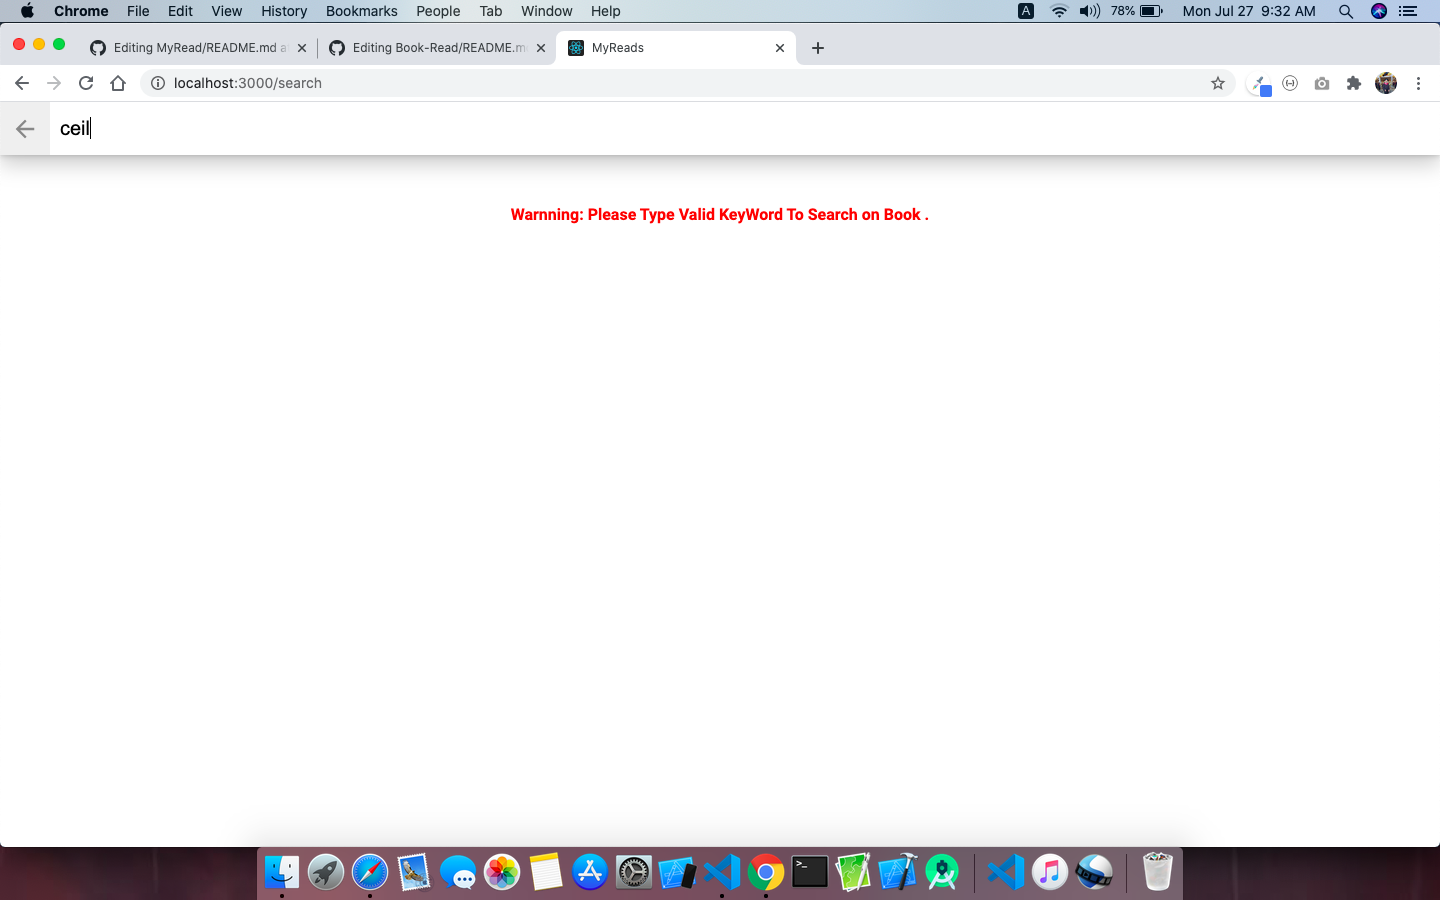 Chrome File Edit View History Bookmarks People Tab Window Help A 78% Mon Jul 27 9:32 AM
Editing MyRead/README.md a Editing Book-Read/README.m MyReads
localhost:3000/search
ceil
Warnning: Please Type Valid KeyWord To Search on Book .